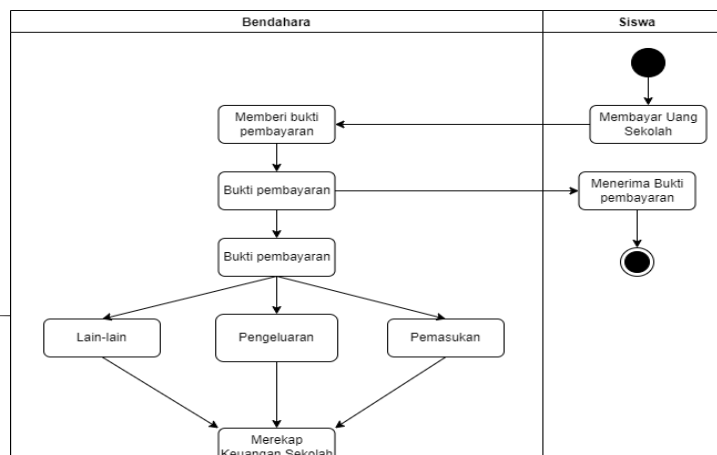 Bendahara
Siswa
Memberi bukti
pembayaran
Membayar Uang
Sekolah
Bukti pembayaran
Menerima Bukti
pembayaran
Bukti pembayaran
Lain-lain
Pengeluaran
Pemasukan
Merekap
Keuangan Sekolah